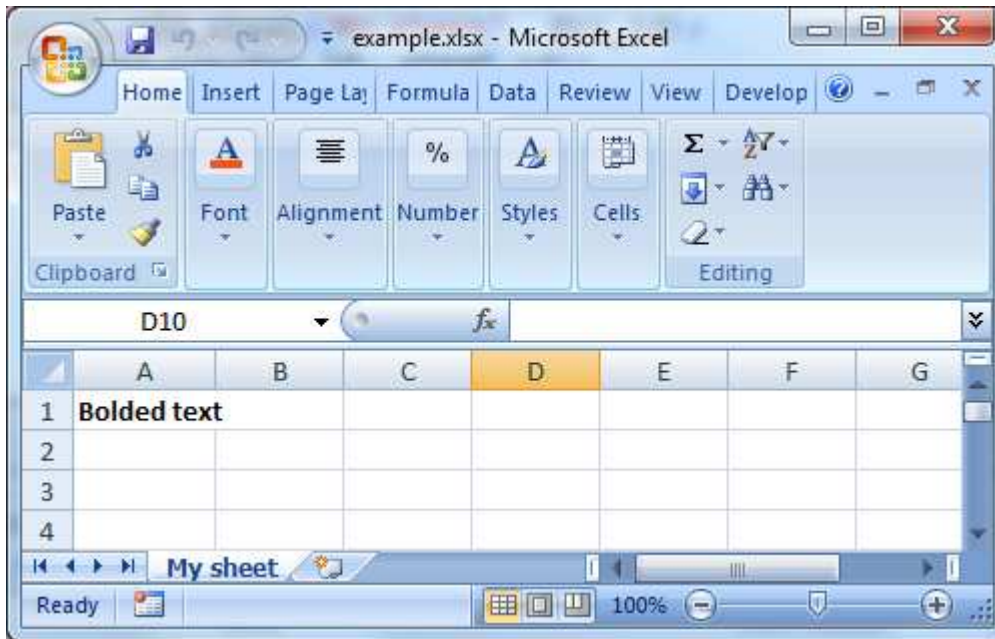 example.xlsx - Microsoft Excel
Home Insert Page Lay Formula Data Review View Develop
Paste Font Alignment Number Styles Cells Σ A Z
% A A
Clipboard Editing
D10 fx
A B C D E F G
1 Bolded text
2
3
4
My sheet
Ready 100%